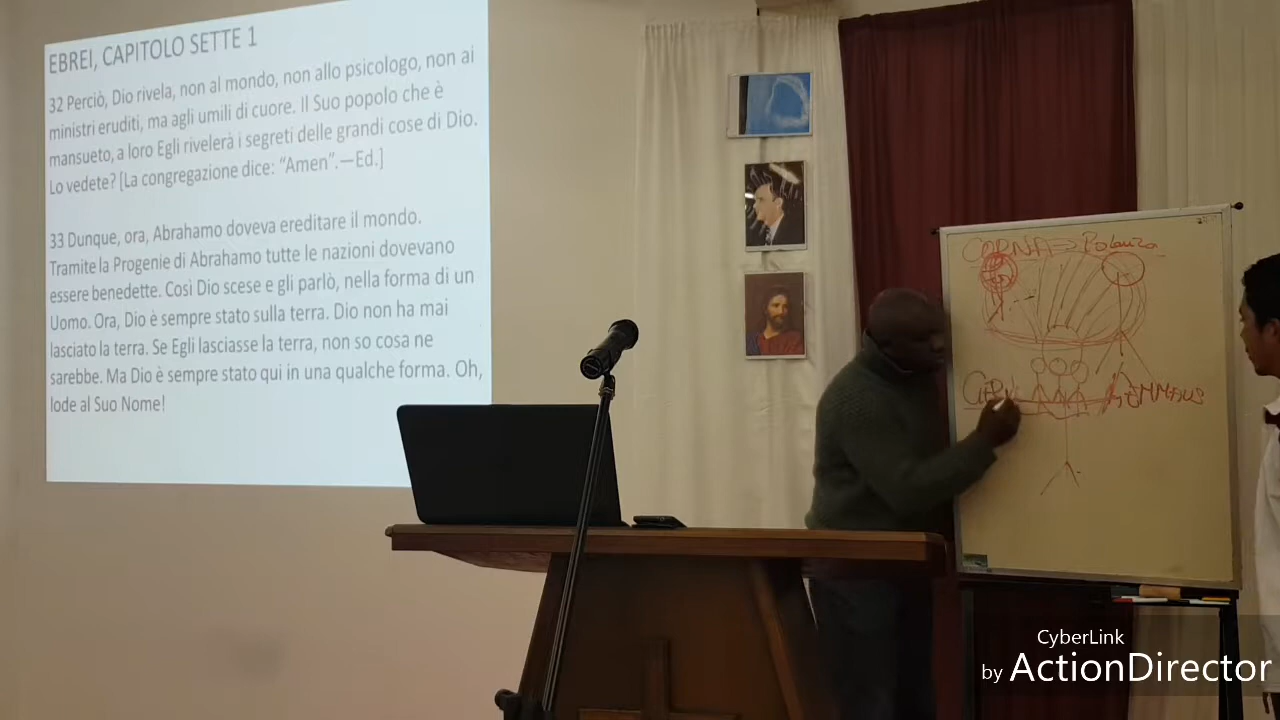 EBREI, CAPITOLO SETTE 1
32 Perciò, Dio rivela, non al mondo, non allo psicologo, non ai
ministri eruditi, ma agli umili di cuore. Il Suo popolo che è
mansueto, a loro Egli rivelerà i segreti delle grandi cose di Dio.
Lo vedete? [La congregazione dice: “Amen”.—Ed.]
33 Dunque, ora, Abrahamo doveva ereditare il mondo.
Tramite la Progenie di Abrahamo tutte le nazioni dovevano
essere benedette. Così Dio scese e gli parlò, nella forma di un
Uomo. Ora, Dio è sempre stato sulla terra. Dio non ha mai
lasciato la terra. Se Egli lasciasse la terra, non so cosa ne
sarebbe. Ma Dio è sempre stato qui in una qualche forma. Oh,
lode al Suo Nome!
CORNA
EMMAUS
CyberLink
by ActionDirector